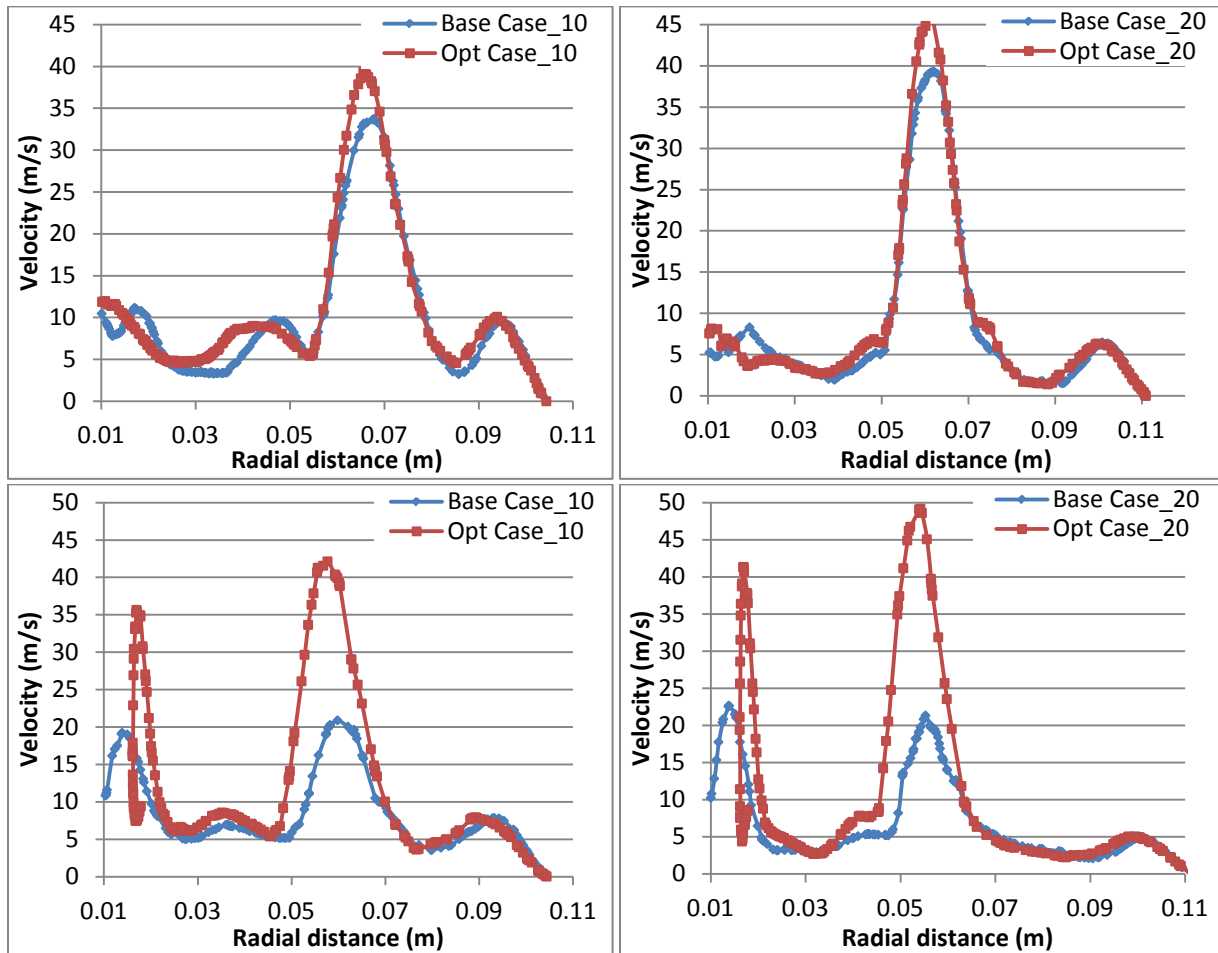 45
40
35
30
25
20
15
10
5
0
Velocity (m/s)
Base Case_10
Opt Case_10
0.01 0.03 0.05 0.07 0.09 0.11
Radial distance (m)
45
40
35
30
25
20
15
10
5
0
Velocity (m/s)
Base Case_20
Opt Case_20
0.01 0.03 0.05 0.07 0.09 0.11
Radial distance (m)
50
45
40
35
30
25
20
15
10
5
0
Velocity (m/s)
Base Case_10
Opt Case_10
0.01 0.03 0.05 0.07 0.09 0.11
Radial distance (m)
50
45
40
35
30
25
20
15
10
5
0
Velocity (m/s)
Base Case_20
Opt Case_20
0.01 0.03 0.05 0.07 0.09 0.11
Radial distance (m)